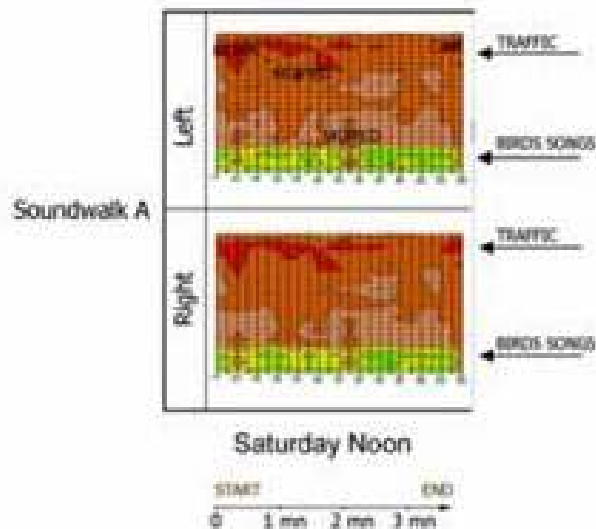 TRAFFIC
Left
BIRDS SONGS
Soundwalk A
TRAFFIC
Right
BIRDS SONGS
Saturday Noon
START END
0 1 mn 2 mn 3 mn